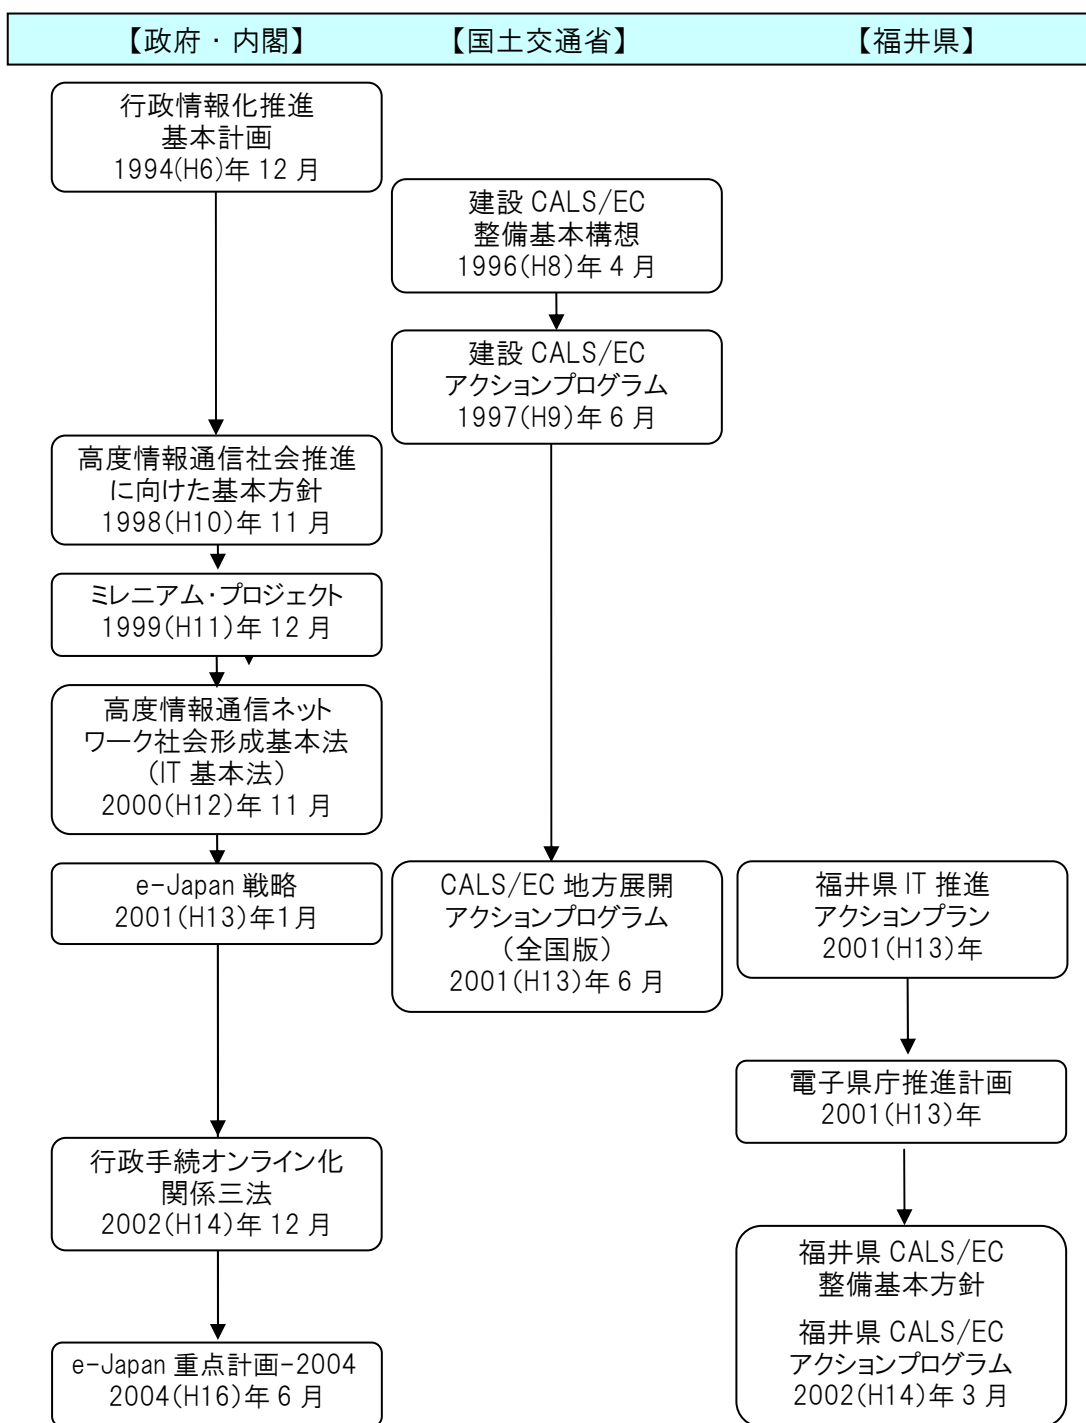 【政府・内閣】
【国土交通省】
【福井県】
行政情報化推進
基本計画
1994(H6)年 12 月
高度情報通信社会推進
に向けた基本方針
1998(H10)年 11 月
ミレニアム・プロジェクト
1999(H11)年 12 月
高度情報通信ネット
ワーク社会形成基本法
（IT 基本法）
2000(H12)年 11 月
e-Japan 戦略
2001(H13)年1月
行政手続オンライン化
関係三法
2002(H14)年 12 月
e-Japan 重点計画-2004
2004(H16)年 6 月
建設 CALS/EC
整備基本構想
1996(H8)年 4 月
建設 CALS/EC
アクションプログラム
1997(H9)年 6 月
CALS/EC 地方展開
アクションプログラム
（全国版）
2001(H13)年 6 月
福井県 IT 推進
アクションプラン
2001(H13)年
電子県庁推進計画
2001(H13)年
福井県 CALS/EC
整備基本方針
福井県 CALS/EC
アクションプログラム
2002(H14)年 3 月